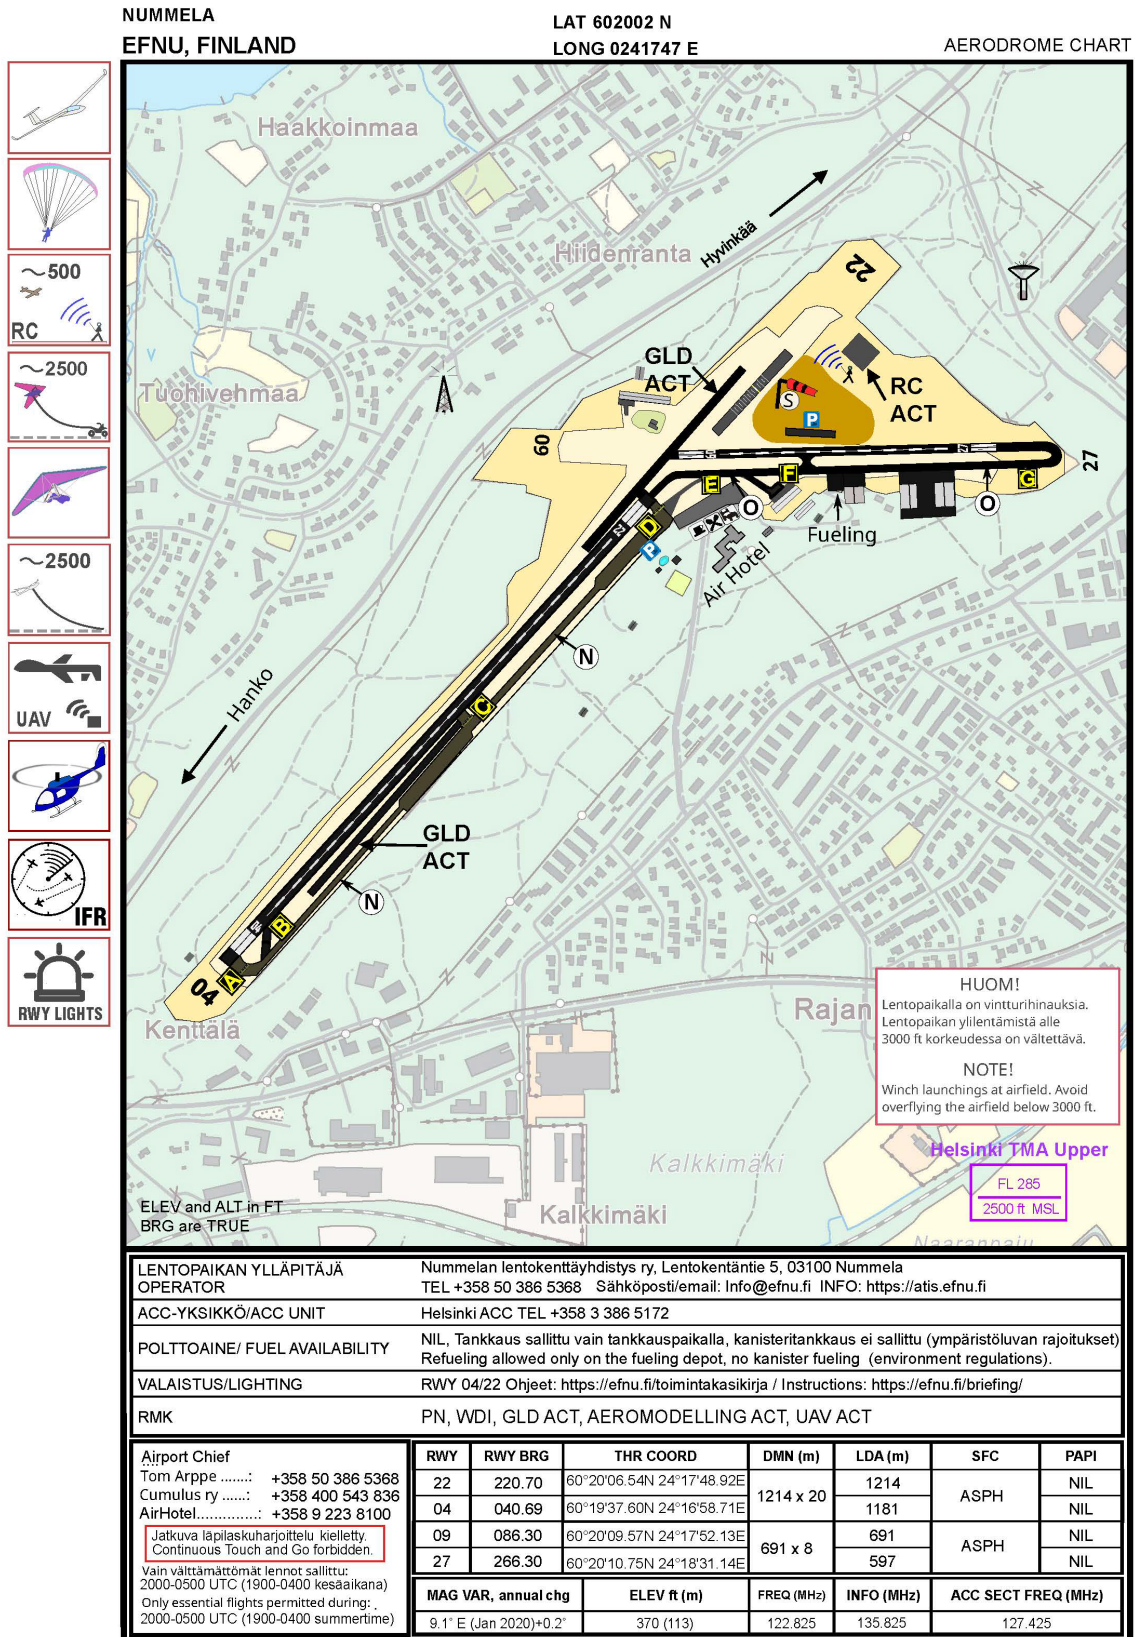 NUMMELA
EFNU, FINLAND
LAT 602002 N
LONG 0241747 E
AERODROME CHART
~500
RC
~2500
~2500
UAV
IFR
RWY LIGHTS
Haakkoinmaa
Hiidenranta
Hyvinkää
22
Tuohivehmaa
GLD
ACT
RC
ACT
S
P
09
27
22
27
E
F
G
O
O
D
P
Fueling
Air Hotel
N
Hanko
C
GLD
ACT
N
B
A
04
Kenttälä
Rajan
HUOM!
Lentopaikalla on vintturihinauksia.
Lentopaikan ylilentämistä alle
3000 ft korkeudessa on vältettävä.
NOTE!
Winch launchings at airfield. Avoid
overflying the airfield below 3000 ft.
Helsinki TMA Upper
FL 285
2500 ft MSL
Kalkkimäki
Kalkkimäki
Naaranpaju
ELEV and ALT in FT
BRG are TRUE
LENTOPAIKAN YLLÄPITÄJÄ
OPERATOR
Nummelan lentokenttäyhdistys ry, Lentokentäntie 5, 03100 Nummela
TEL +358 50 386 5368 Sähköposti/email: Info@efnu.fi INFO: https://atis.efnu.fi
ACC-YKSIKKÖ/ACC UNIT Helsinki ACC TEL +358 3 386 5172
POLTTOAINE/ FUEL AVAILABILITY
NIL, Tankkaus sallittu vain tankkauspaikalla, kanisteritankkaus ei sallittu (ympäristöluvan rajoitukset)
Refueling allowed only on the fueling depot, no kanister fueling (environment regulations).
VALAISTUS/LIGHTING RWY 04/22 Ohjeet: https://efnu.fi/toimintakasikirja / Instructions: https://efnu.fi/briefing/
RMK PN, WDI, GLD ACT, AEROMODELLING ACT, UAV ACT
Airport Chief
Tom Arppe .......: +358 50 386 5368
Cumulus ry ......: +358 400 543 836
AirHotel..............: +358 9 223 8100
Jatkuva läpilaskuharjoittelu kielletty.
Continuous Touch and Go forbidden.
Vain välttämättömät lennot sallittu:
2000-0500 UTC (1900-0400 kesäaikana)
Only essential flights permitted during:
2000-0500 UTC (1900-0400 summertime)
RWY RWY BRG THR COORD DMN (m) LDA (m) SFC PAPI
22 220.70 60°20'06.54N 24°17'48.92E 1214 x 20 1214 ASPH NIL
04 040.69 60°19'37.60N 24°16'58.71E 1181 NIL
09 086.30 60°20'09.57N 24°17'52.13E 691 x 8 691 ASPH NIL
27 266.30 60°20'10.75N 24°18'31.14E 597 NIL
MAG VAR, annual chg ELEV ft (m) FREQ (MHz) INFO (MHz) ACC SECT FREQ (MHz)
9.1° E (Jan 2020)+0.2° 370 (113) 122.825 135.825 127.425